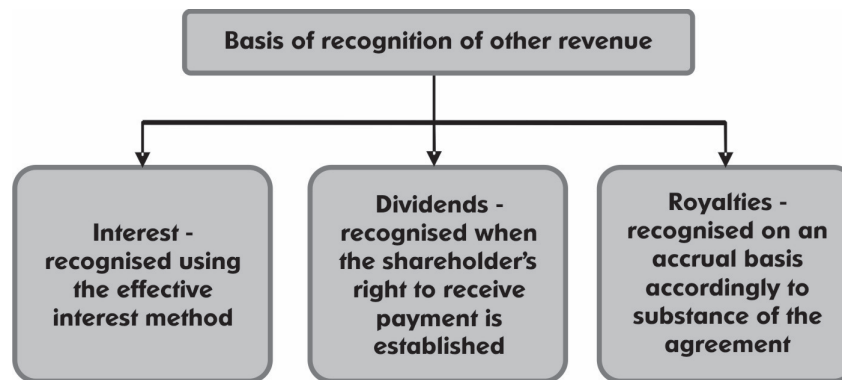 Basis of recognition of other revenue
Interest -
recognised using
the effective
interest method
Dividends -
recognised when
the shareholder's
right to receive
payment is
established
Royalties -
recognised on an
accrual basis
accordingly to
substance of the
agreement